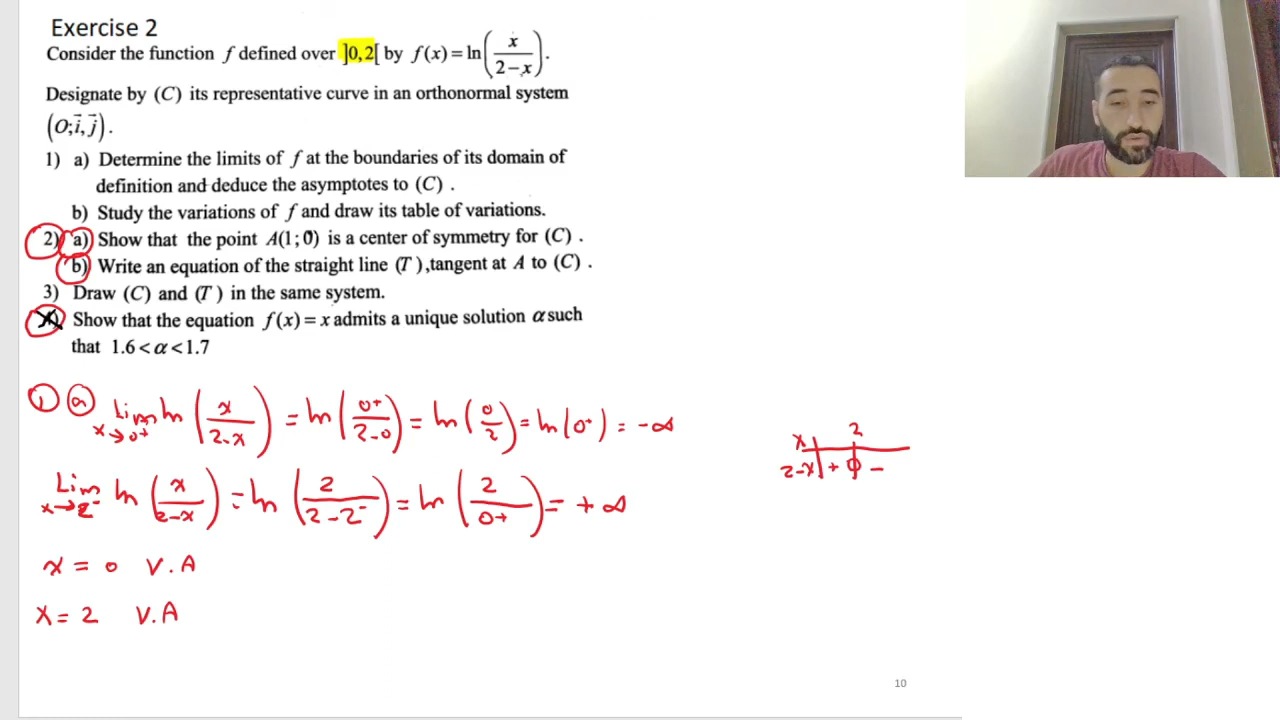 Exercise 2
Consider the function f defined over ]0,2[ by f(x) = ln(x/(2−x)).
Designate by (C) its representative curve in an orthonormal system
(O; i⃗, j⃗).
1) a) Determine the limits of f at the boundaries of its domain of
definition and deduce the asymptotes to (C) .
b) Study the variations of f and draw its table of variations.
2) a) Show that the point A(1; 0) is a center of symmetry for (C) .
b) Write an equation of the straight line (T ),tangent at A to (C) .
3) Draw (C) and (T ) in the same system.
Show that the equation f(x) = x admits a unique solution α such
that 1.6 < α < 1.7
1) a) Lim x→0+ ln(x/(2-x)) = ln(0+/(2-0)) = ln(0/2) = ln(0+) = -∞
Lim x→2- ln(x/(2-x)) = ln(2/(2-2-)) = ln(2/0+) = +∞
x = 0 V.A
x = 2 V.A
x 2
2-x + 0 −
10